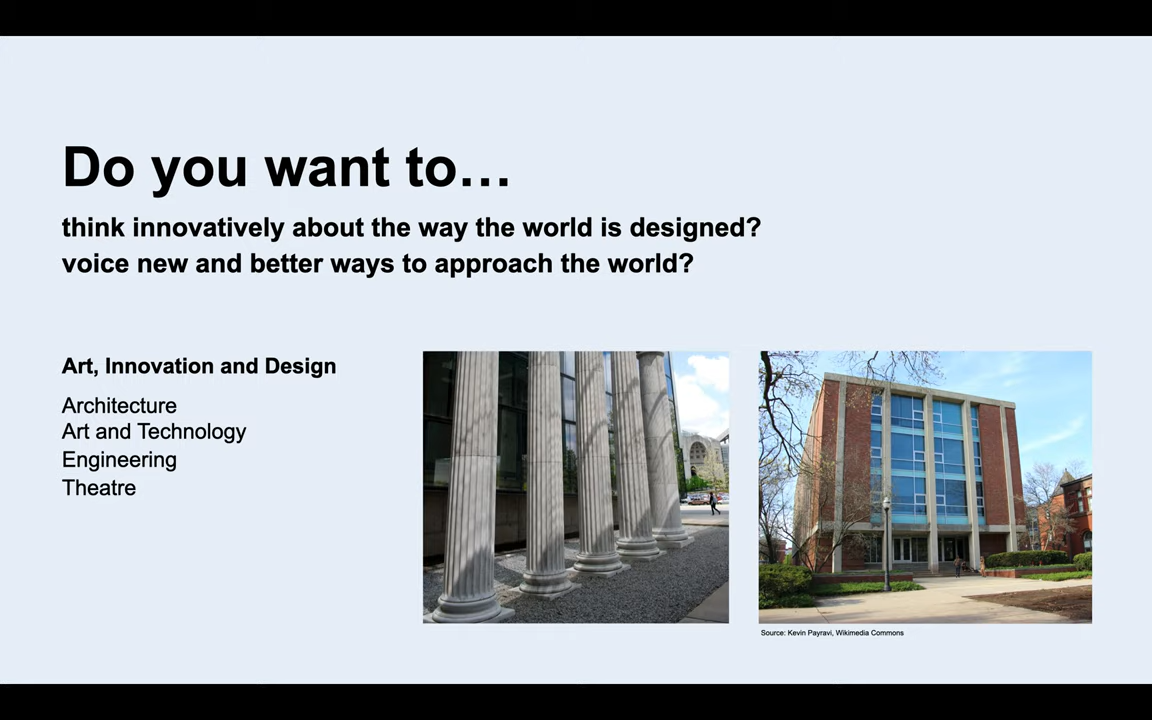 Do you want to…
think innovatively about the way the world is designed?
voice new and better ways to approach the world?
Art, Innovation and Design
Architecture
Art and Technology
Engineering
Theatre
Source: Kevin Payravi, Wikimedia Commons